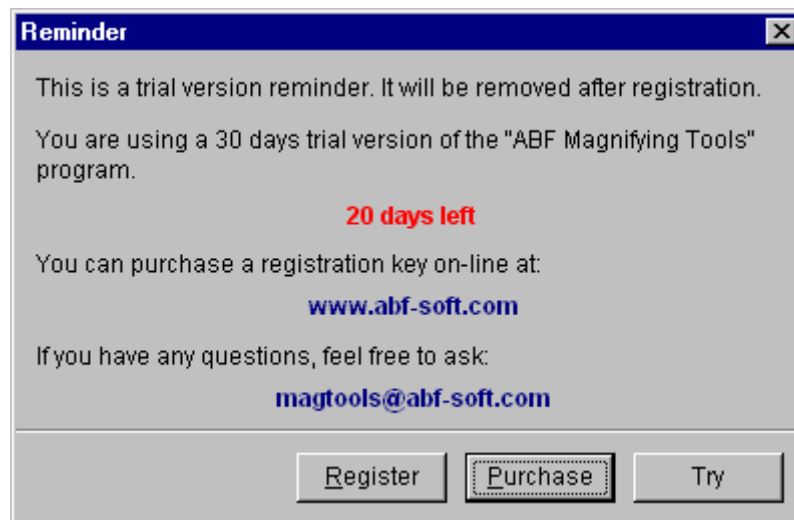 Reminder
This is a trial version reminder. It will be removed after registration.
You are using a 30 days trial version of the "ABF Magnifying Tools"
program.
20 days left
You can purchase a registration key on-line at:
www.abf-soft.com
If you have any questions, feel free to ask:
magtools@abf-soft.com
Register Purchase Try